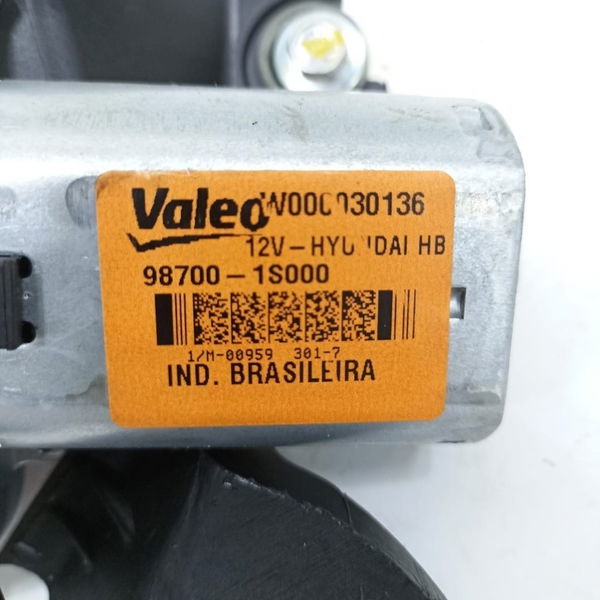 Valeo W000030136
12V-HYUNDAI HB
98700-1S000
1/M-00959 301-7
IND. BRASILEIRA